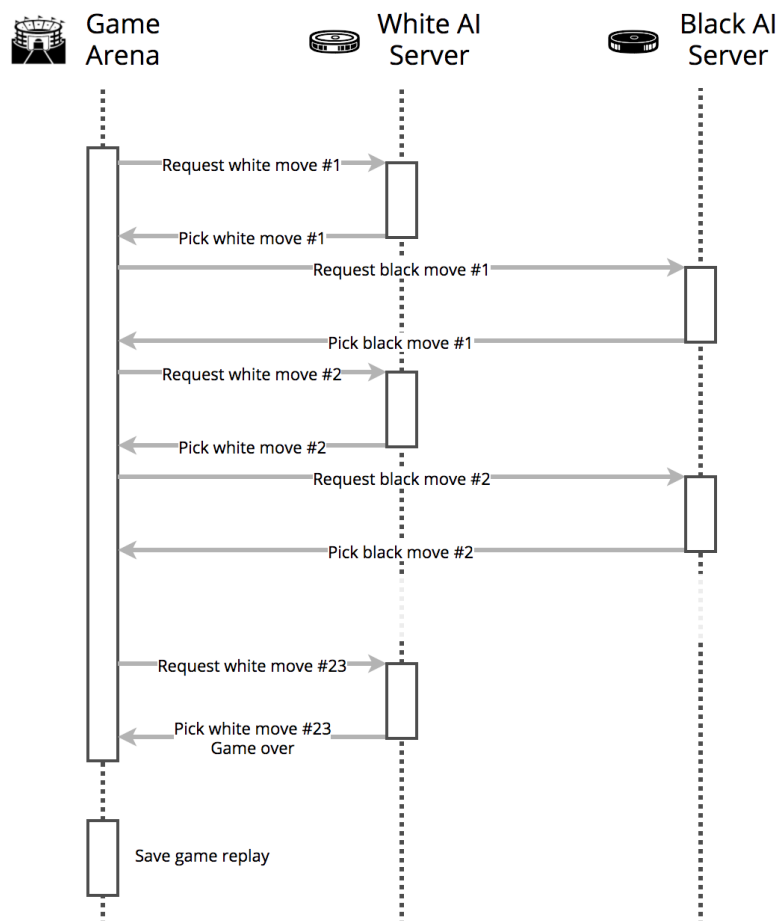 Game
Arena
White AI
Server
Black AI
Server
Request white move #1
Pick white move #1
Request black move #1
Pick black move #1
Request white move #2
Pick white move #2
Request black move #2
Pick black move #2
Request white move #23
Pick white move #23
Game over
Save game replay